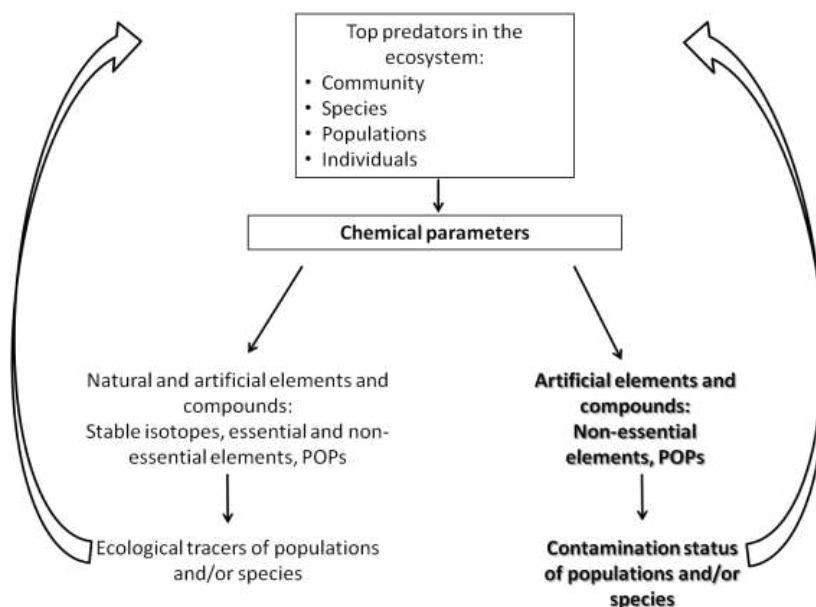 Top predators in the
ecosystem:
• Community
• Species
• Populations
• Individuals
Chemical parameters
Natural and artificial elements and
compounds:
Stable isotopes, essential and non-
essential elements, POPs
Ecological tracers of populations
and/or species
Artificial elements and
compounds:
Non-essential
elements, POPs
Contamination status
of populations and/or
species